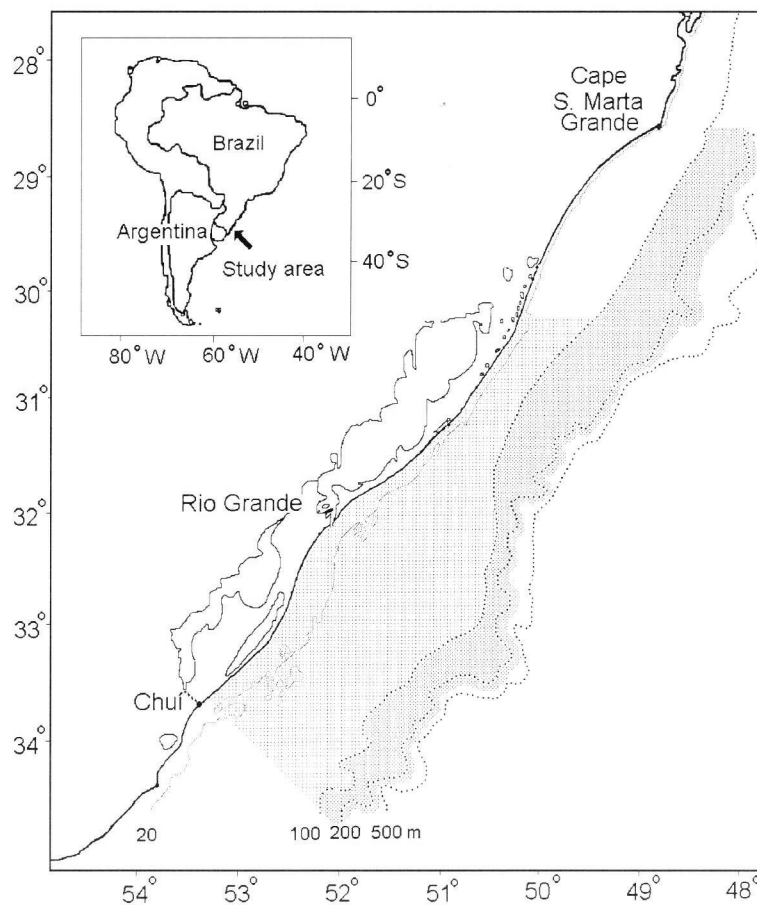 28°
29°
30°
31°
32°
33°
34°
Cape
S. Marta
Grande
Brazil
Argentina
Study area
0°
20°S
40°S
80°W
60°W
40°W
Rio Grande
Chuí
20
100 200 500 m
54°
53°
52°
51°
50°
49°
48°